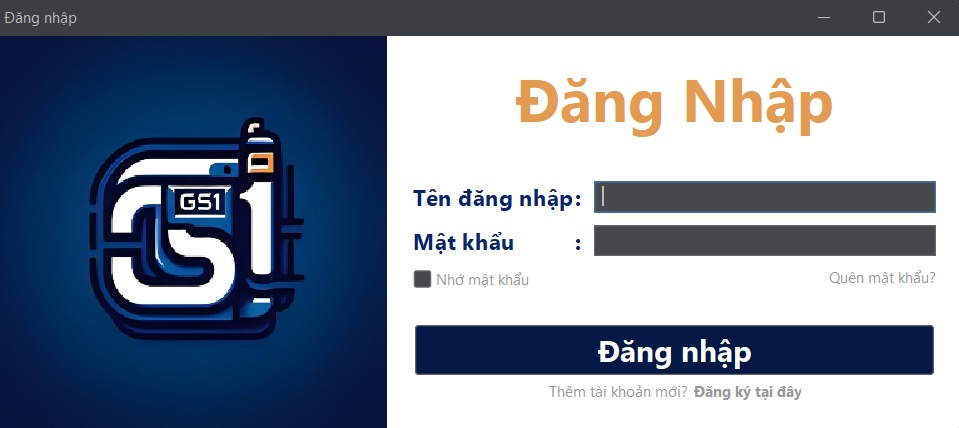 Đăng nhập
GS1
Đăng Nhập
Tên đăng nhập:
Mật khẩu :
Nhớ mật khẩu Quên mật khẩu?
Đăng nhập
Thêm tài khoản mới? Đăng ký tại đây